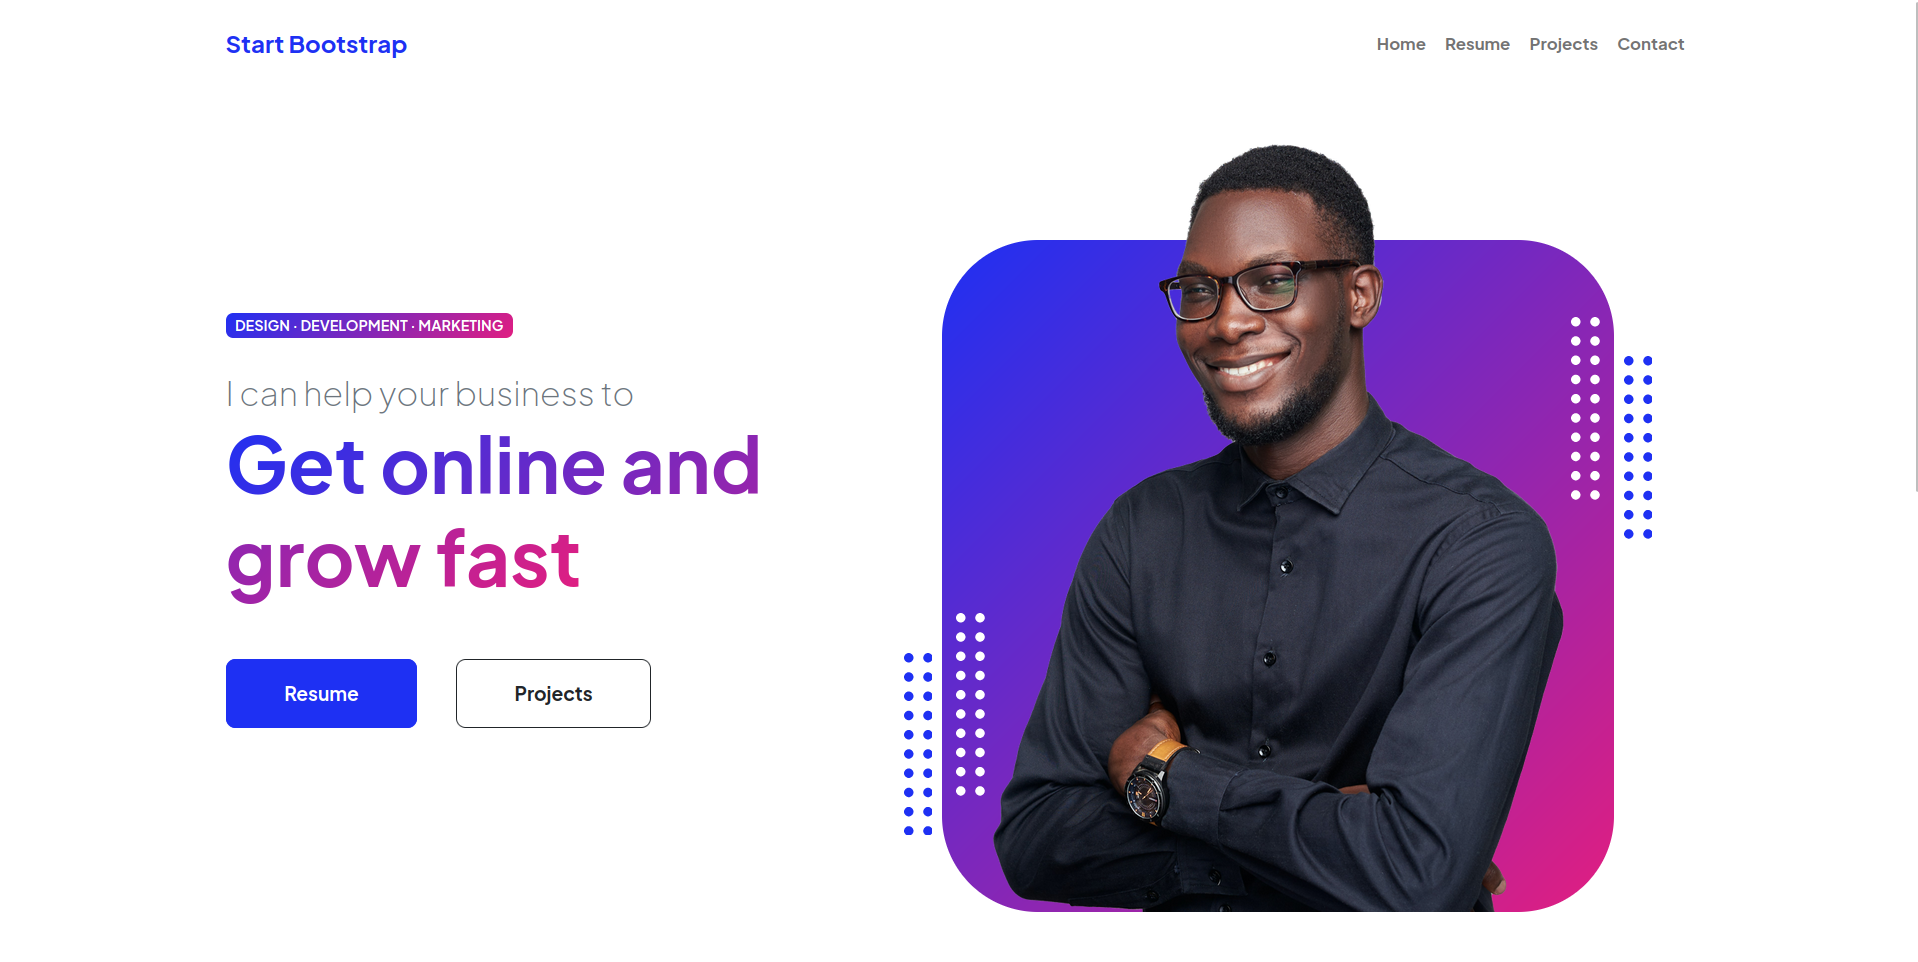 Start Bootstrap
Home Resume Projects Contact
DESIGN · DEVELOPMENT · MARKETING
I can help your business to
Get online and
grow fast
Resume Projects